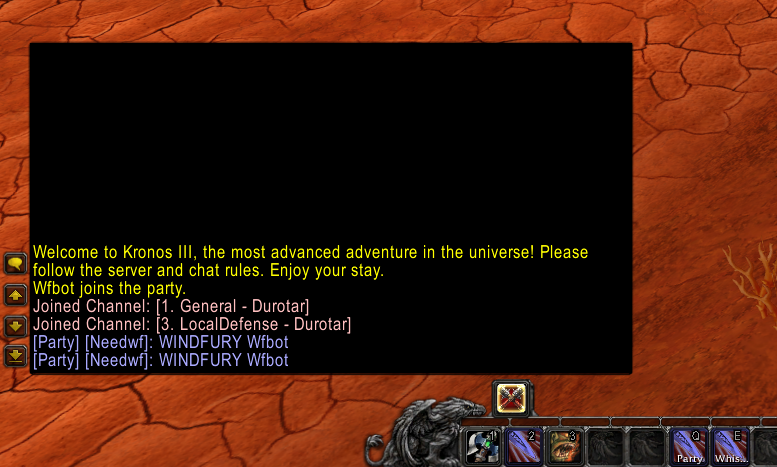 Welcome to Kronos III, the most advanced adventure in the universe! Please
follow the server and chat rules. Enjoy your stay.
Wfbot joins the party.
Joined Channel: [1. General - Durotar]
Joined Channel: [3. LocalDefense - Durotar]
[Party] [Needwf]: WINDFURY Wfbot
[Party] [Needwf]: WINDFURY Wfbot
1 2 3 Q E
Party Whis...